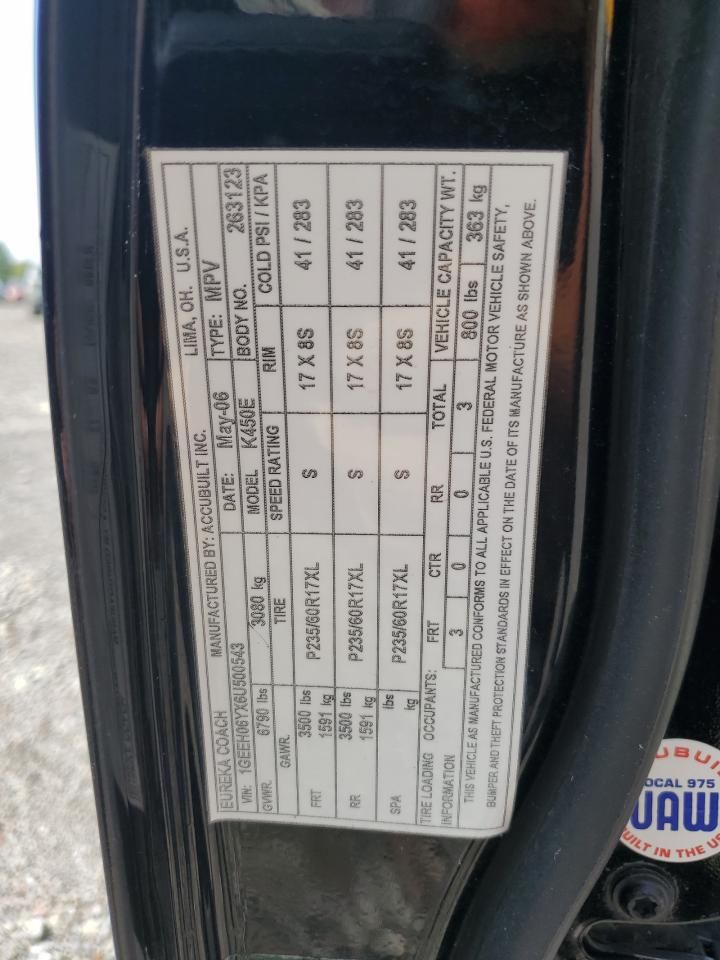 EUREKA COACH MANUFACTURED BY: ACCUBUILT INC. LIMA, OH. U.S.A.
VIN: 1GEEH06YX6U500543 DATE: May-06 TYPE: MPV
GVWR. 6790 lbs 3080 kg MODEL K450E BODY NO. 263123
GAWR. TIRE SPEED RATING RIM COLD PSI / KPA
FRT 3500 lbs 1591 kg P235/60R17XL S 17 X 8S 41 / 283
RR 3500 lbs 1591 kg P235/60R17XL S 17 X 8S 41 / 283
SPA lbs kg P235/60R17XL S 17 X 8S 41 / 283
TIRE LOADING OCCUPANTS: FRT CTR RR TOTAL VEHICLE CAPACITY WT.
INFORMATION 3 0 0 3 800 lbs 363 kg
THIS VEHICLE AS MANUFACTURED CONFORMS TO ALL APPLICABLE U.S. FEDERAL MOTOR VEHICLE SAFETY,
BUMPER AND THEFT PROTECTION STANDARDS IN EFFECT ON THE DATE OF ITS MANUFACTURE AS SHOWN ABOVE.
LOCAL 975
UAW
BUILT IN THE